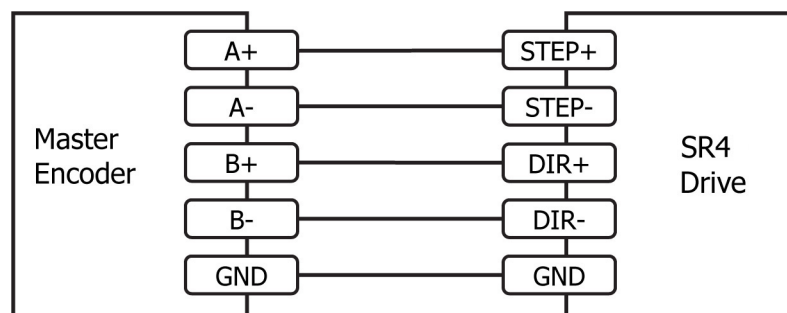 A+
STEP+
A-
STEP-
Master
Encoder
B+
DIR+
SR4
Drive
B-
DIR-
GND
GND